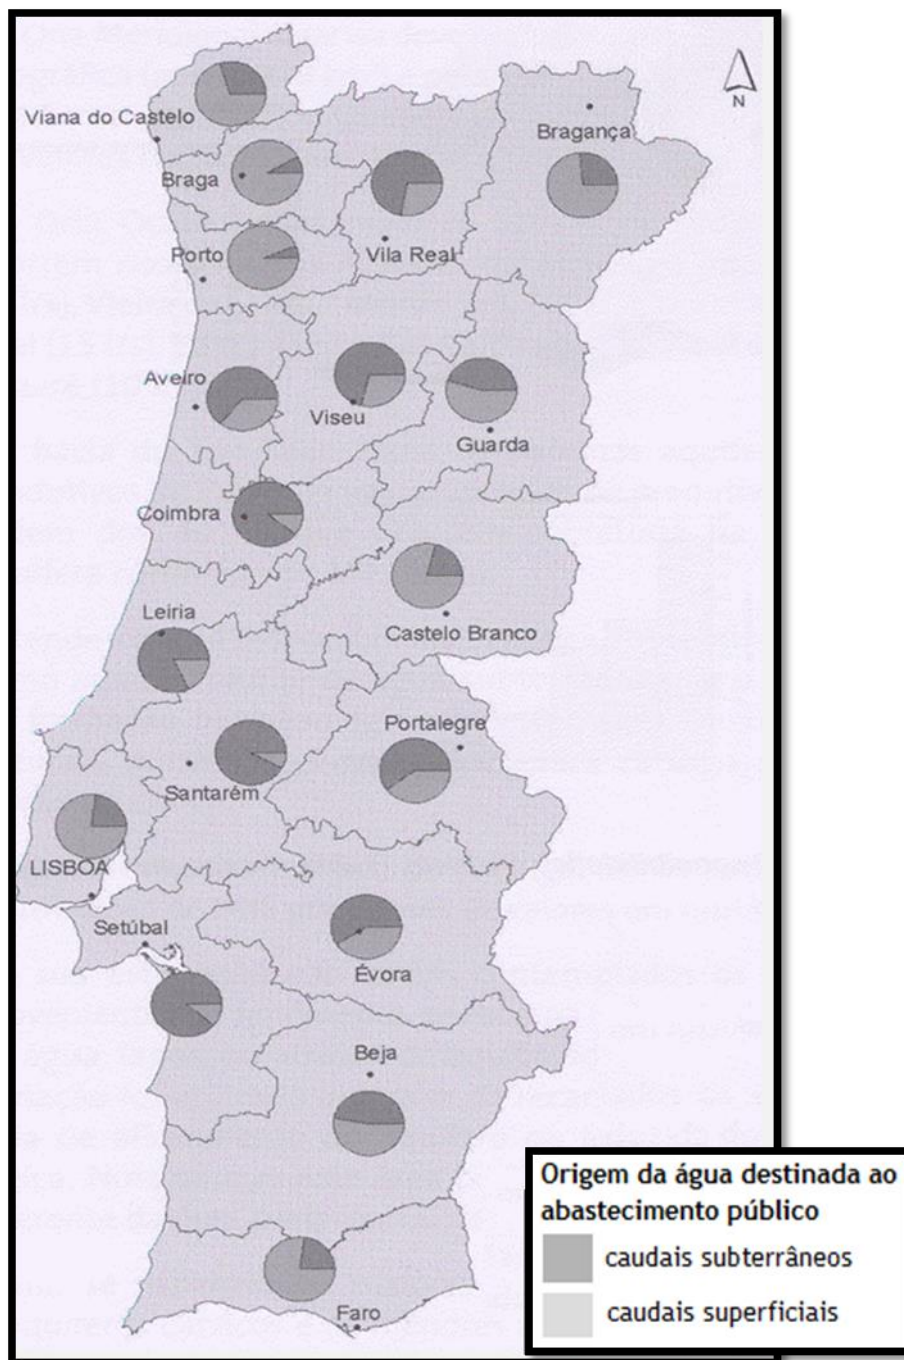 N
Viana do Castelo
Bragança
Braga
Vila Real
Porto
Aveiro
Viseu
Guarda
Coimbra
Leiria
Castelo Branco
Portalegre
Santarém
LISBOA
Setúbal
Évora
Beja
Faro
Origem da água destinada ao
abastecimento público
caudais subterrâneos
caudais superficiais